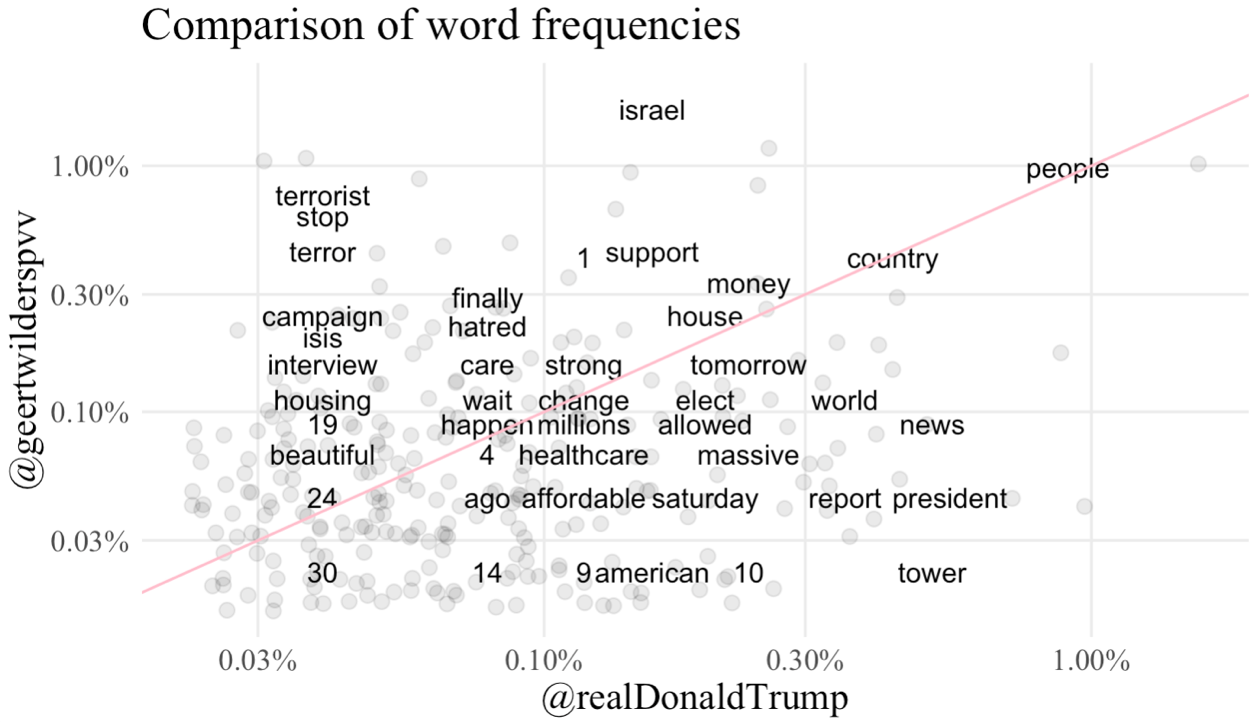 Comparison of word frequencies
israel
1.00%
people
terrorist
stop
terror
1 support
country
money
0.30%
finally
campaign
house
hatred
isis
interview care strong tomorrow
housing wait change elect world
0.10%
19 happen millions allowed news
beautiful 4 healthcare massive
24 ago affordable saturday report president
0.03%
30 14 9 american 10 tower
@geertwilderspvv
0.03% 0.10% 0.30% 1.00%
@realDonaldTrump